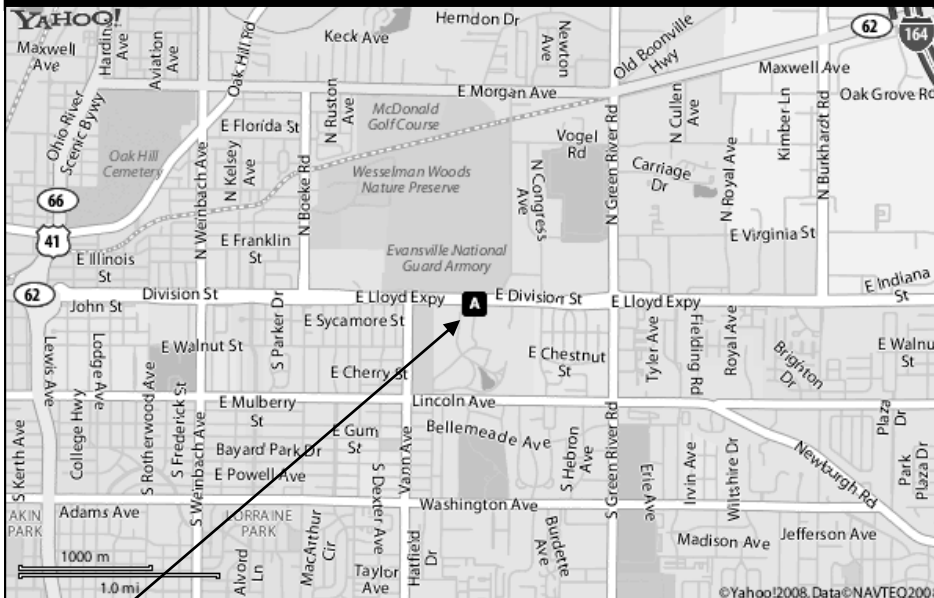 YAHOO!
Herndon Dr
Keck Ave
62
164
Maxwell
Ave
Harding
Ave
Aviation
Ave
Oak Hill Rd
Newton
Ave
Old Boonville
Hwy
Maxwell Ave
E Morgan Ave
Oak Grove Rd
Ohio River
Scenic Bywy
N Ruston
Ave
McDonald
Golf Course
E Florida St
N Cullen
Ave
Kimber Ln
N Burkhardt Rd
Vogel
Rd
Oak Hill
Cemetery
N Weinbach Ave
N Kelsey
Ave
N Boeke Rd
Wesselman Woods
Nature Preserve
N Congress
Ave
N Green River Rd
Carriage
Dr
N Royal Ave
66
41
E Franklin
St
E Virginia St
E Illinois
St
Evansville National
Guard Armory
E Indiana
St
62
Division St
E Lloyd Expy
A
E Division St
E Lloyd Expy
John St
E Sycamore St
S Parker Dr
Tyler Ave
Fielding Rd
Royal Ave
Lewis Ave
Lodge Ave
E Walnut St
E Chestnut
St
Brigiton
Dr
E Walnu
St
E Cherry St
E Mulberry
St
Lincoln Ave
Plaza
Dr
S Kerth Ave
College Hwy
S Rotherwood Ave
S Frederick St
S Weinbach Ave
E Gum
St
Bellemeade Ave
Bayard Park Dr
Vann Ave
S Hebron
Ave
S Green River Rd
Newburgh Rd
Park
Plaza Dr
E Powell Ave
S Dexter Ave
Erie Ave
Irvin Ave
Wiltshire Dr
Washington Ave
AKIN
PARK
Adams Ave
LORRAINE
PARK
MacArthur
Cir
Hatfield
Dr
Burdette
Ave
Madison Ave
Jefferson Ave
1000 m
1.0 mi
Alvord
Ln
Taylor
Ave
©Yahoo!2008, Data©NAVTEQ2008